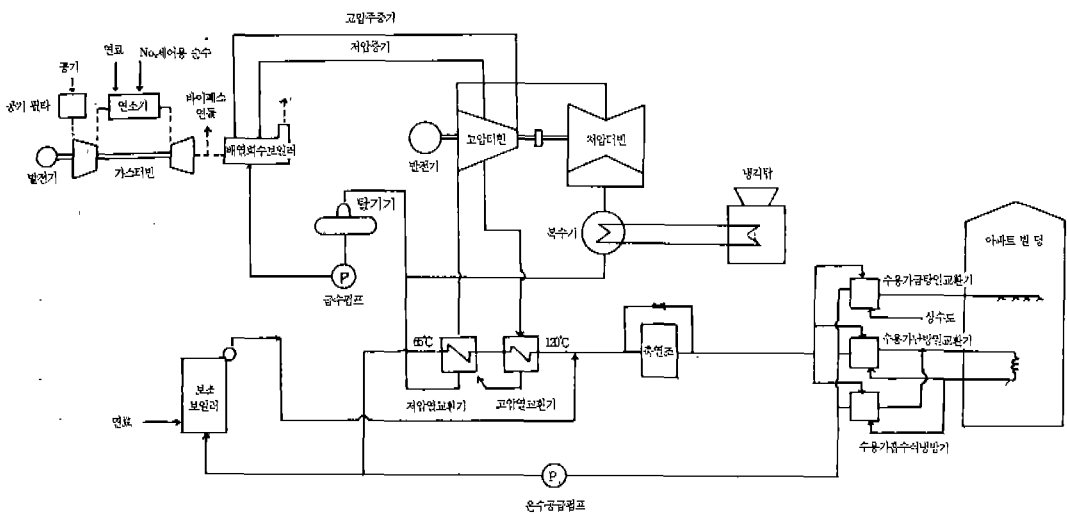 고압주증기
저압증기
연료
No,제어용 순수
공기
공기 필타
연소기
바이패스
연돌
배열회수보일러
발전기
가스터빈
발전기
고압터빈
저압터빈
탈기기
복수기
냉각탑
P
급수펌프
아파트 빌딩
수용가급탕열교환기
상수도
수용가난방열교환기
65℃
120℃
축열조
보조
보일러
연료
저압열교환기
고압열교환기
수용가흡수식냉방기
P
온수공급펌프